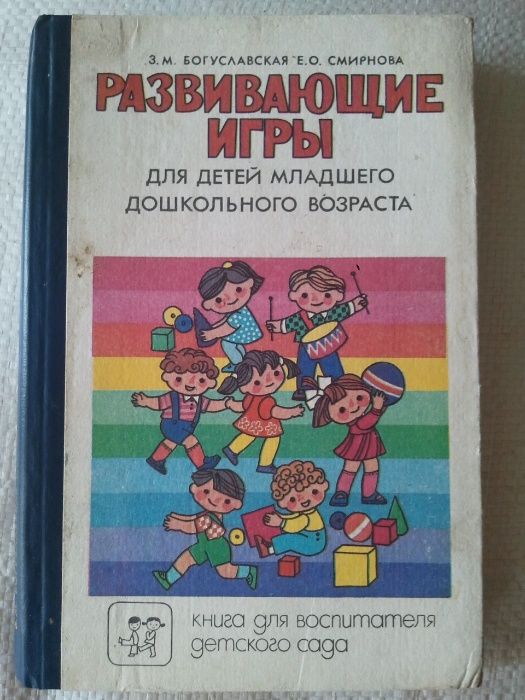 З.М. БОГУСЛАВСКАЯ Е.О. СМИРНОВА
РАЗВИВАЮЩИЕ
ИГРЫ
ДЛЯ ДЕТЕЙ МЛАДШЕГО
ДОШКОЛЬНОГО ВОЗРАСТА
книга для воспитателя
детского сада